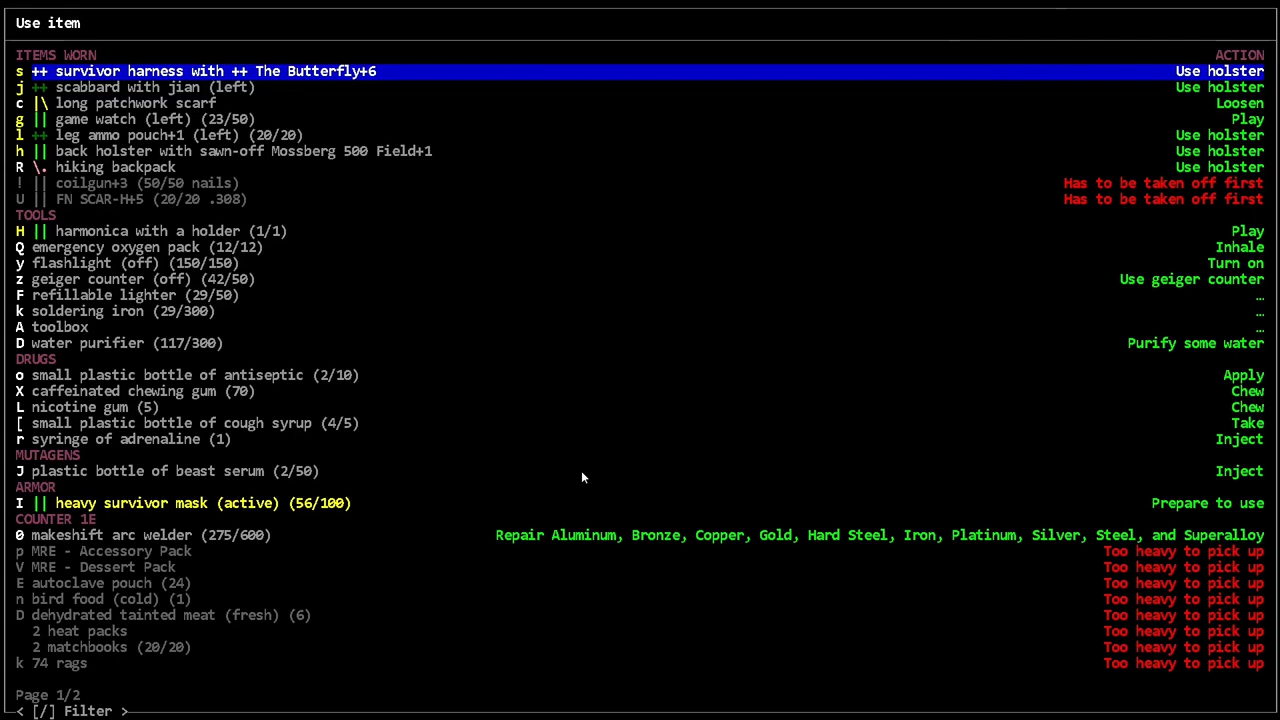 Use item
ITEMS WORN ACTION
s ++ survivor harness with ++ The Butterfly+6 Use holster
j ++ scabbard with jian (left) Use holster
c |\ long patchwork scarf Loosen
g || game watch (left) (23/50) Play
l ++ leg ammo pouch+1 (left) (20/20) Use holster
h || back holster with sawn-off Mossberg 500 Field+1 Use holster
R \. hiking backpack Use holster
! || coilgun+3 (50/50 nails) Has to be taken off first
U || FN SCAR-H+5 (20/20 .308) Has to be taken off first
TOOLS
H || harmonica with a holder (1/1) Play
Q emergency oxygen pack (12/12) Inhale
y flashlight (off) (150/150) Turn on
z geiger counter (off) (42/50) Use geiger counter
F refillable lighter (29/50) …
k soldering iron (29/300) …
A toolbox …
D water purifier (117/300) Purify some water
DRUGS
o small plastic bottle of antiseptic (2/10) Apply
X caffeinated chewing gum (70) Chew
L nicotine gum (5) Chew
[ small plastic bottle of cough syrup (4/5) Take
r syringe of adrenaline (1) Inject
MUTAGENS
J plastic bottle of beast serum (2/50) Inject
ARMOR
I || heavy survivor mask (active) (56/100) Prepare to use
COUNTER 1E
0 makeshift arc welder (275/600) Repair Aluminum, Bronze, Copper, Gold, Hard Steel, Iron, Platinum, Silver, Steel, and Superalloy
p MRE - Accessory Pack Too heavy to pick up
V MRE - Dessert Pack Too heavy to pick up
E autoclave pouch (24) Too heavy to pick up
n bird food (cold) (1) Too heavy to pick up
D dehydrated tainted meat (fresh) (6) Too heavy to pick up
2 heat packs Too heavy to pick up
2 matchbooks (20/20) Too heavy to pick up
k 74 rags Too heavy to pick up
Page 1/2
< [/] Filter >